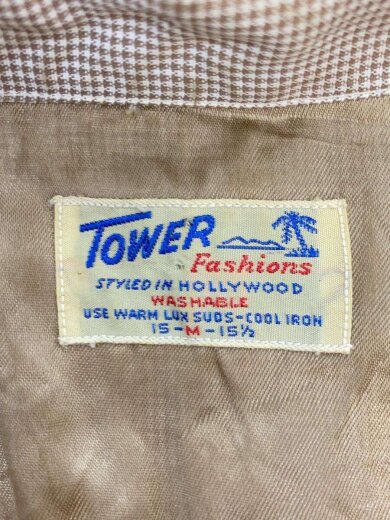 TOWER
Fashions
STYLED IN HOLLYWOOD
WASHABLE
USE WARM LUX SUDS-COOL IRON
15-M-15½